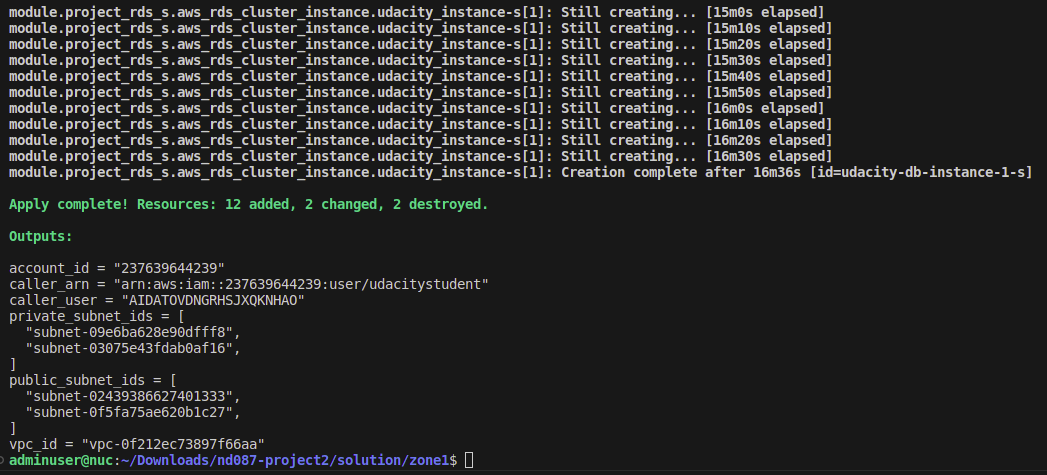 module.project_rds_s.aws_rds_cluster_instance.udacity_instance-s[1]: Still creating... [15m0s elapsed]
module.project_rds_s.aws_rds_cluster_instance.udacity_instance-s[1]: Still creating... [15m10s elapsed]
module.project_rds_s.aws_rds_cluster_instance.udacity_instance-s[1]: Still creating... [15m20s elapsed]
module.project_rds_s.aws_rds_cluster_instance.udacity_instance-s[1]: Still creating... [15m30s elapsed]
module.project_rds_s.aws_rds_cluster_instance.udacity_instance-s[1]: Still creating... [15m40s elapsed]
module.project_rds_s.aws_rds_cluster_instance.udacity_instance-s[1]: Still creating... [15m50s elapsed]
module.project_rds_s.aws_rds_cluster_instance.udacity_instance-s[1]: Still creating... [16m0s elapsed]
module.project_rds_s.aws_rds_cluster_instance.udacity_instance-s[1]: Still creating... [16m10s elapsed]
module.project_rds_s.aws_rds_cluster_instance.udacity_instance-s[1]: Still creating... [16m20s elapsed]
module.project_rds_s.aws_rds_cluster_instance.udacity_instance-s[1]: Still creating... [16m30s elapsed]
module.project_rds_s.aws_rds_cluster_instance.udacity_instance-s[1]: Creation complete after 16m36s [id=udacity-db-instance-1-s]
Apply complete! Resources: 12 added, 2 changed, 2 destroyed.
Outputs:
account_id = "237639644239"
caller_arn = "arn:aws:iam::237639644239:user/udacitystudent"
caller_user = "AIDATOVDNGRHSJXQKNHAO"
private_subnet_ids = [
  "subnet-09e6ba628e90dfff8",
  "subnet-03075e43fdab0af16",
]
public_subnet_ids = [
  "subnet-02439386627401333",
  "subnet-0f5fa75ae620b1c27",
]
vpc_id = "vpc-0f212ec73897f66aa"
adminuser@nuc:~/Downloads/nd087-project2/solution/zone1$